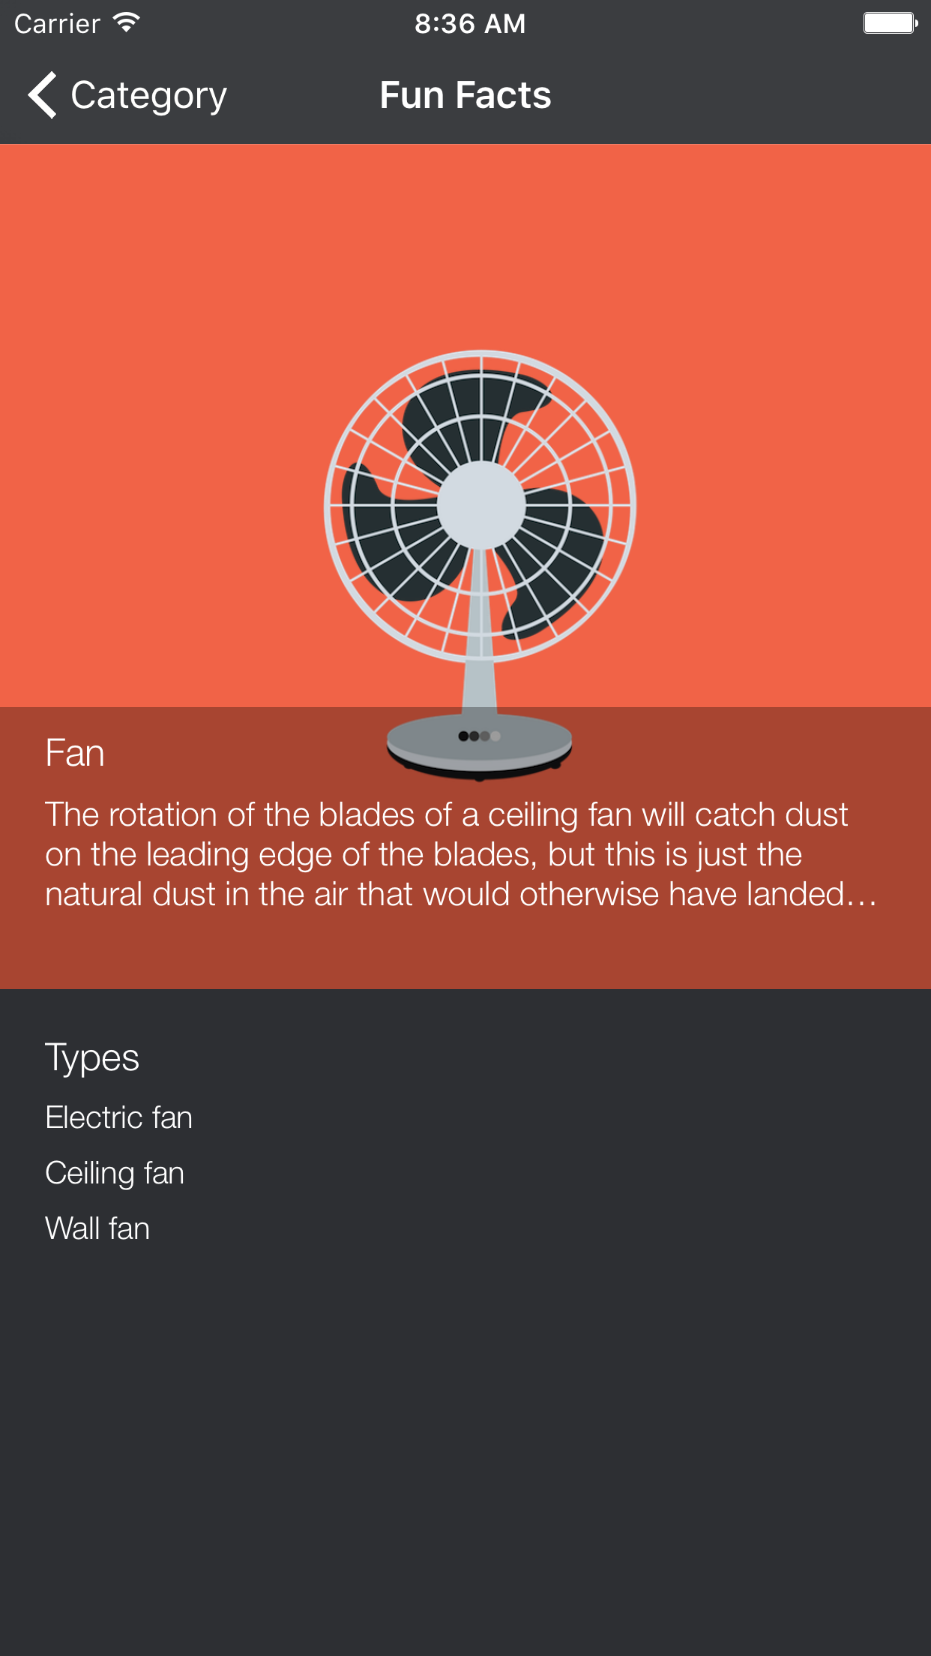 Carrier 8:36 AM
Category Fun Facts
Fan
The rotation of the blades of a ceiling fan will catch dust
on the leading edge of the blades, but this is just the
natural dust in the air that would otherwise have landed...
Types
Electric fan
Ceiling fan
Wall fan